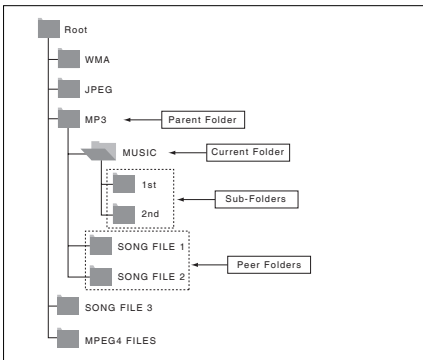 Root
WMA
JPEG
MP3
Parent Folder
MUSIC
Current Folder
1st
Sub-Folders
2nd
SONG FILE 1
Peer Folders
SONG FILE 2
SONG FILE 3
MPEG4 FILES